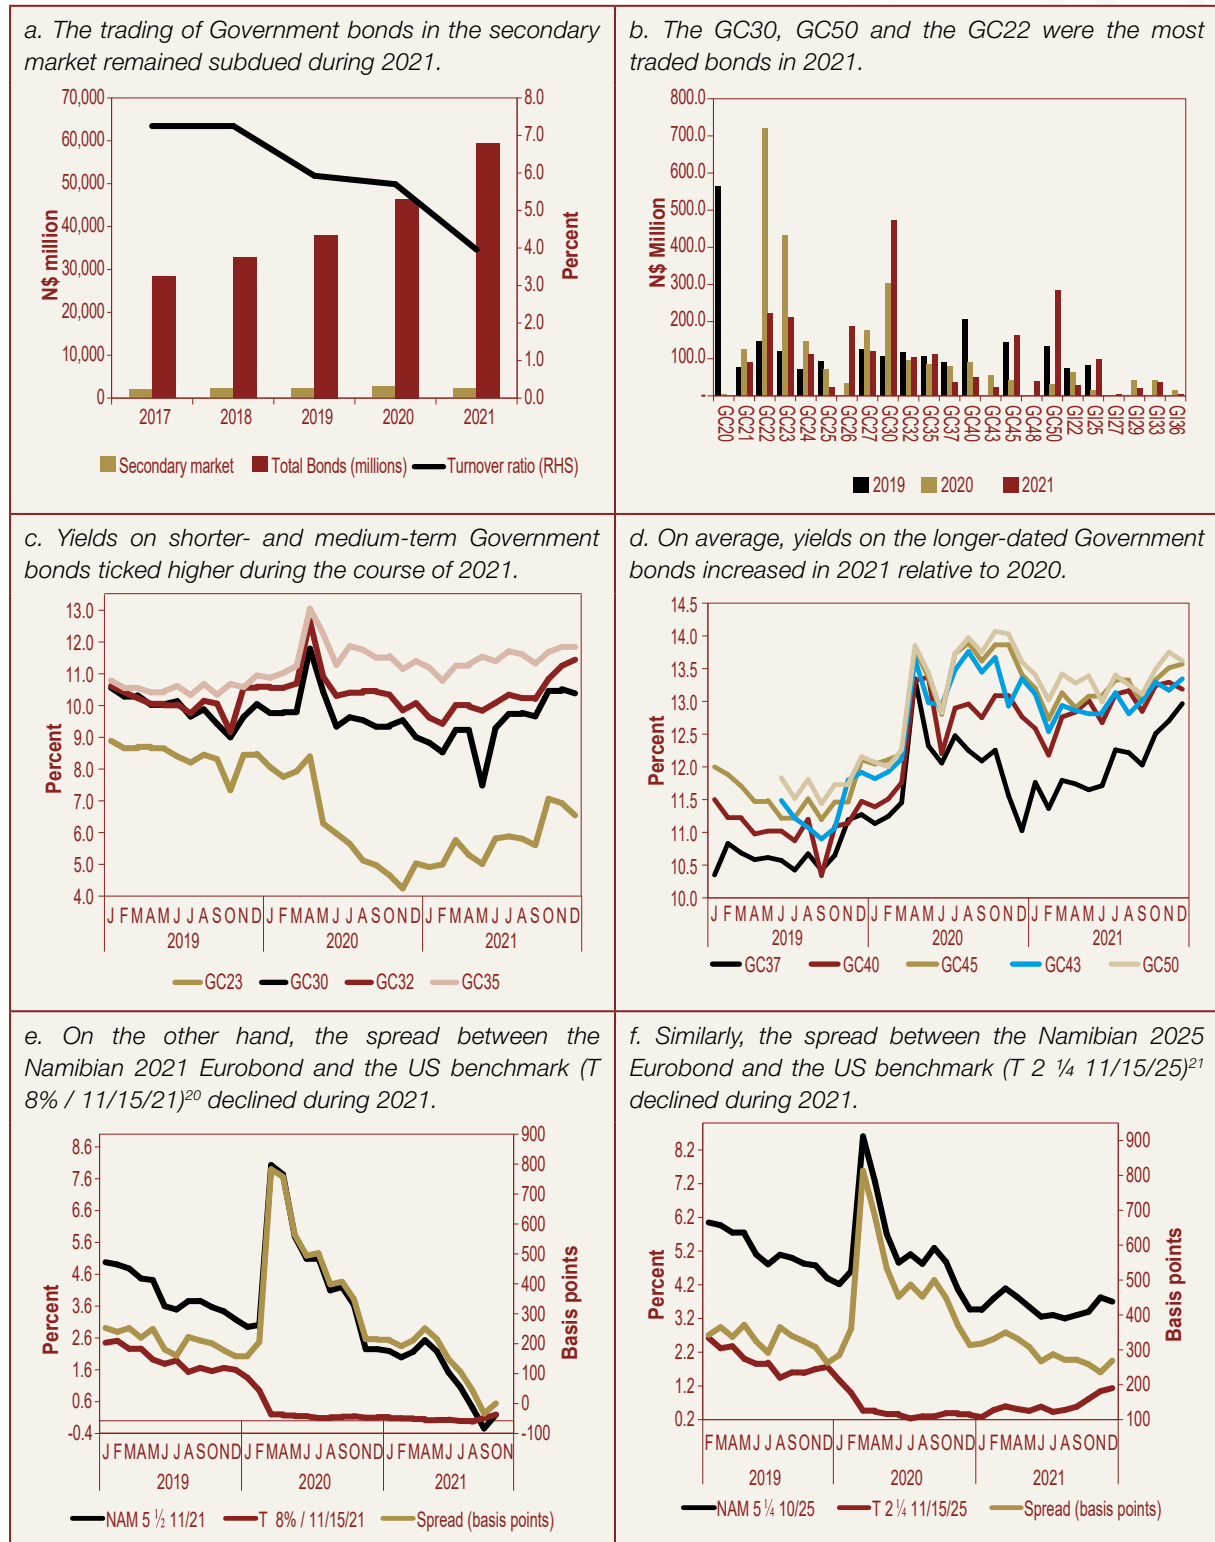 a. The trading of Government bonds in the secondary
market remained subdued during 2021.
70,000
60,000
50,000
40,000
30,000
20,000
10,000
0
N$ million
8.0
7.0
6.0
5.0
4.0
3.0
2.0
1.0
0.0
Percent
2017 2018 2019 2020 2021
Secondary market Total Bonds (millions) Turnover ratio (RHS)
b. The GC30, GC50 and the GC22 were the most
traded bonds in 2021.
800.0
700.0
600.0
500.0
400.0
300.0
200.0
100.0
-
N$ Million
GC20 GC21 GC22 GC23 GC24 GC25 GC26 GC27 GC30 GC32 GC35 GC37 GC40 GC43 GC45 GC48 GC50 GI22 GI25 GI27 GI29 GI33 GI36
2019 2020 2021
c. Yields on shorter- and medium-term Government
bonds ticked higher during the course of 2021.
13.0
12.0
11.0
10.0
9.0
8.0
7.0
6.0
5.0
4.0
Percent
J F M A M J J A S O N D J F M A M J J A S O N D J F M A M J J A S O N D
2019 2020 2021
GC23 GC30 GC32 GC35
d. On average, yields on the longer-dated Government
bonds increased in 2021 relative to 2020.
14.5
14.0
13.5
13.0
12.5
12.0
11.5
11.0
10.5
10.0
Percent
J F M A M J J A S O N D J F M A M J J A S O N D J F M A M J J A S O N D
2019 2020 2021
GC37 GC40 GC45 GC43 GC50
e. On the other hand, the spread between the
Namibian 2021 Eurobond and the US benchmark (T
8% / 11/15/21)20 declined during 2021.
8.6
7.6
6.6
5.6
4.6
3.6
2.6
1.6
0.6
-0.4
Percent
900
800
700
600
500
400
300
200
100
0
-100
Basis points
J F M A M J J A S O N D J F M A M J J A S O N D J F M A M J J A S O N
2019 2020 2021
NAM 5 ½ 11/21 T 8% / 11/15/21 Spread (basis points)
f. Similarly, the spread between the Namibian 2025
Eurobond and the US benchmark (T 2 ¼ 11/15/25)21
declined during 2021.
8.2
7.2
6.2
5.2
4.2
3.2
2.2
1.2
0.2
Percent
900
800
700
600
500
400
300
200
100
Basis points
F M A M J J A S O N D J F M A M J J A S O N D J F M A M J J A S O N D
2019 2020 2021
NAM 5 ¼ 10/25 T 2 ¼ 11/15/25 Spread (basis points)